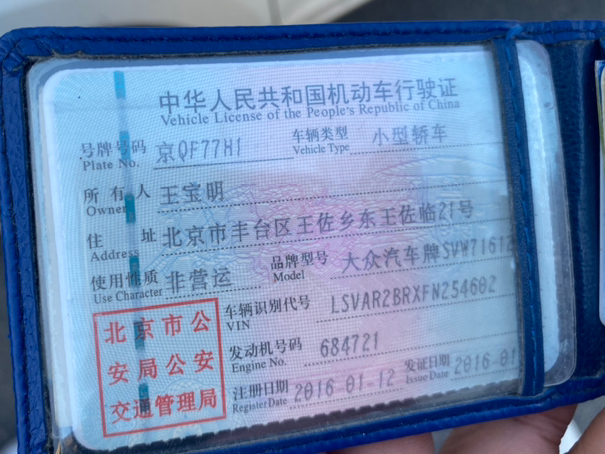 中华人民共和国机动车行驶证
Vehicle License of the People's Republic of China
号牌号码 京QF77H1 车辆类型 小型轿车
Plate No. Vehicle Type
所有人 王宝明
Owner
住址 北京市丰台区王佐乡东王佐临21号
Address
使用性质 非营运 品牌型号 大众汽车牌SVW71612
Use Character Model
北京市公安局公安交通管理局
车辆识别代号 LSVAR2BRXFN254602
VIN
发动机号码 684721
Engine No.
注册日期 2016-01-12 发证日期 2016-01
Register Date Issue Date